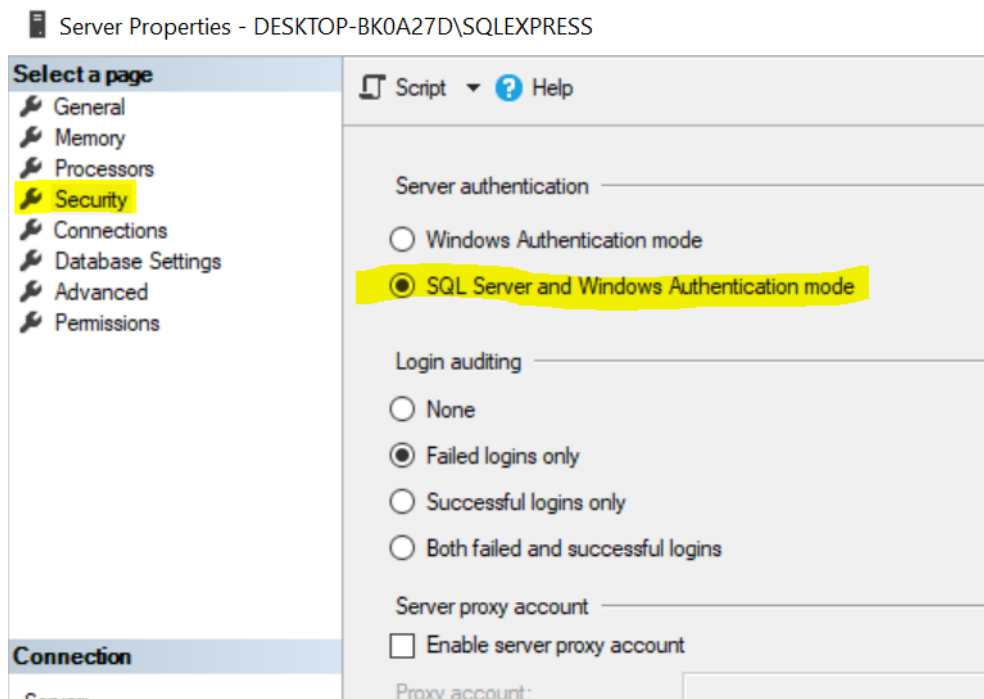 Server Properties - DESKTOP-BK0A27D\SQLEXPRESS
Select a page
General
Memory
Processors
Security
Connections
Database Settings
Advanced
Permissions
Connection
Script
Help
Server authentication
Windows Authentication mode
SQL Server and Windows Authentication mode
Login auditing
None
Failed logins only
Successful logins only
Both failed and successful logins
Server proxy account
Enable server proxy account
Proxy account: